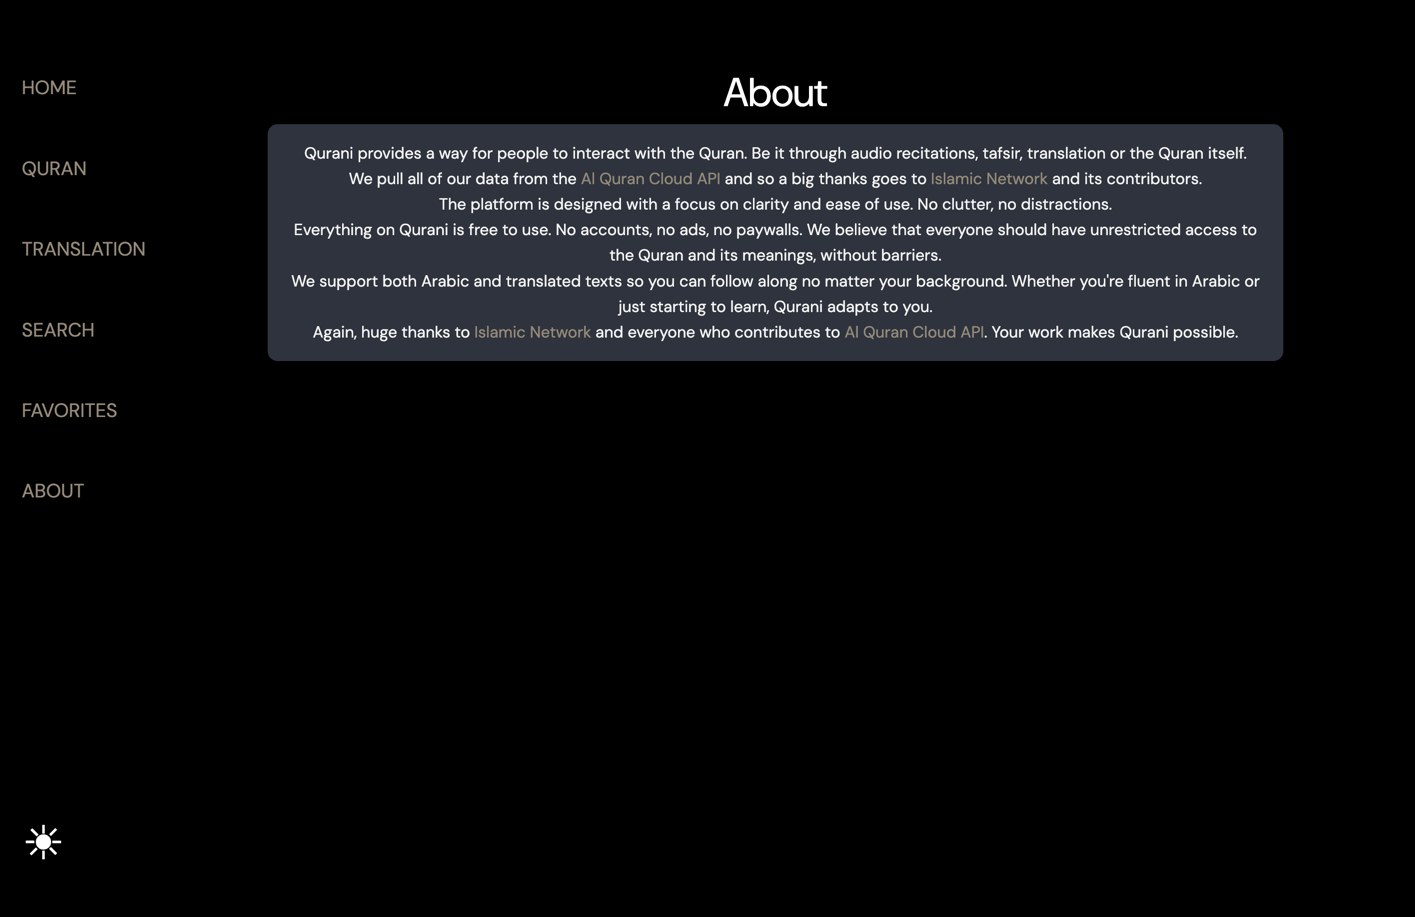 HOME
QURAN
TRANSLATION
SEARCH
FAVORITES
ABOUT
About
Qurani provides a way for people to interact with the Quran. Be it through audio recitations, tafsir, translation or the Quran itself.
We pull all of our data from the Al Quran Cloud API and so a big thanks goes to Islamic Network and its contributors.
The platform is designed with a focus on clarity and ease of use. No clutter, no distractions.
Everything on Qurani is free to use. No accounts, no ads, no paywalls. We believe that everyone should have unrestricted access to
the Quran and its meanings, without barriers.
We support both Arabic and translated texts so you can follow along no matter your background. Whether you're fluent in Arabic or
just starting to learn, Qurani adapts to you.
Again, huge thanks to Islamic Network and everyone who contributes to Al Quran Cloud API. Your work makes Qurani possible.